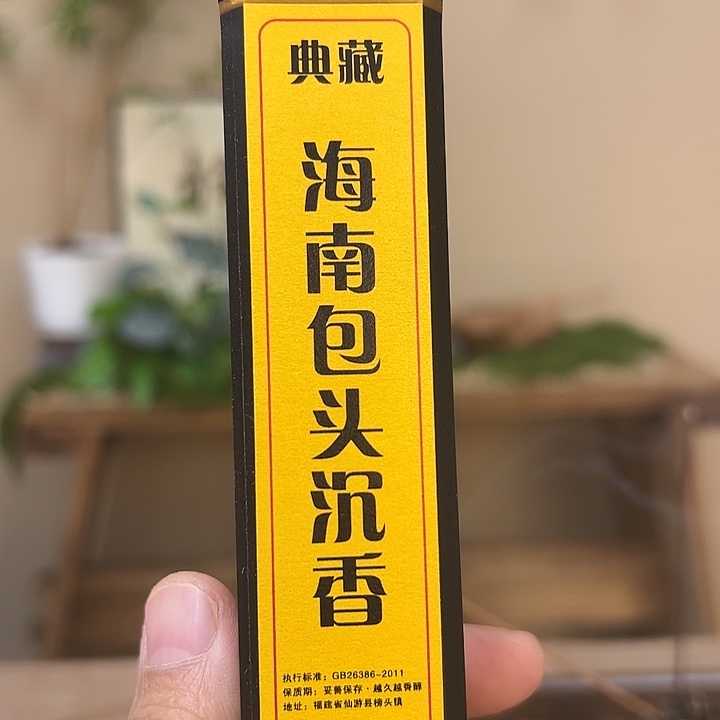 典藏
海南包头沉香
执行标准：GB26386-2011
保质期：妥善保存·越久越香醇
地址：福建省仙游县榜头镇